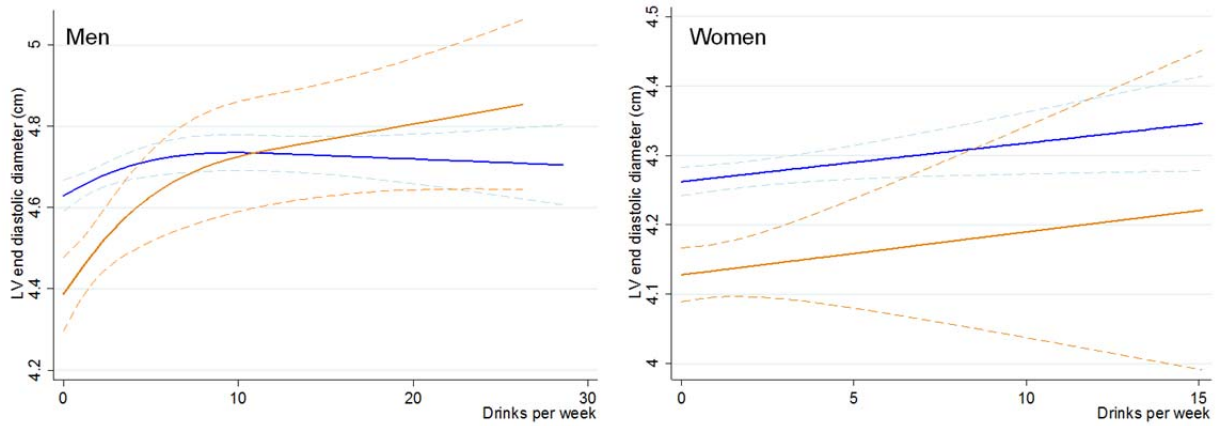 Men
LV end diastolic diameter (cm)
5
4.8
4.6
4.4
4.2
0 10 20 30
Drinks per week
Women
LV end diastolic diameter (cm)
4.5
4.4
4.3
4.2
4.1
4
0 5 10 15
Drinks per week